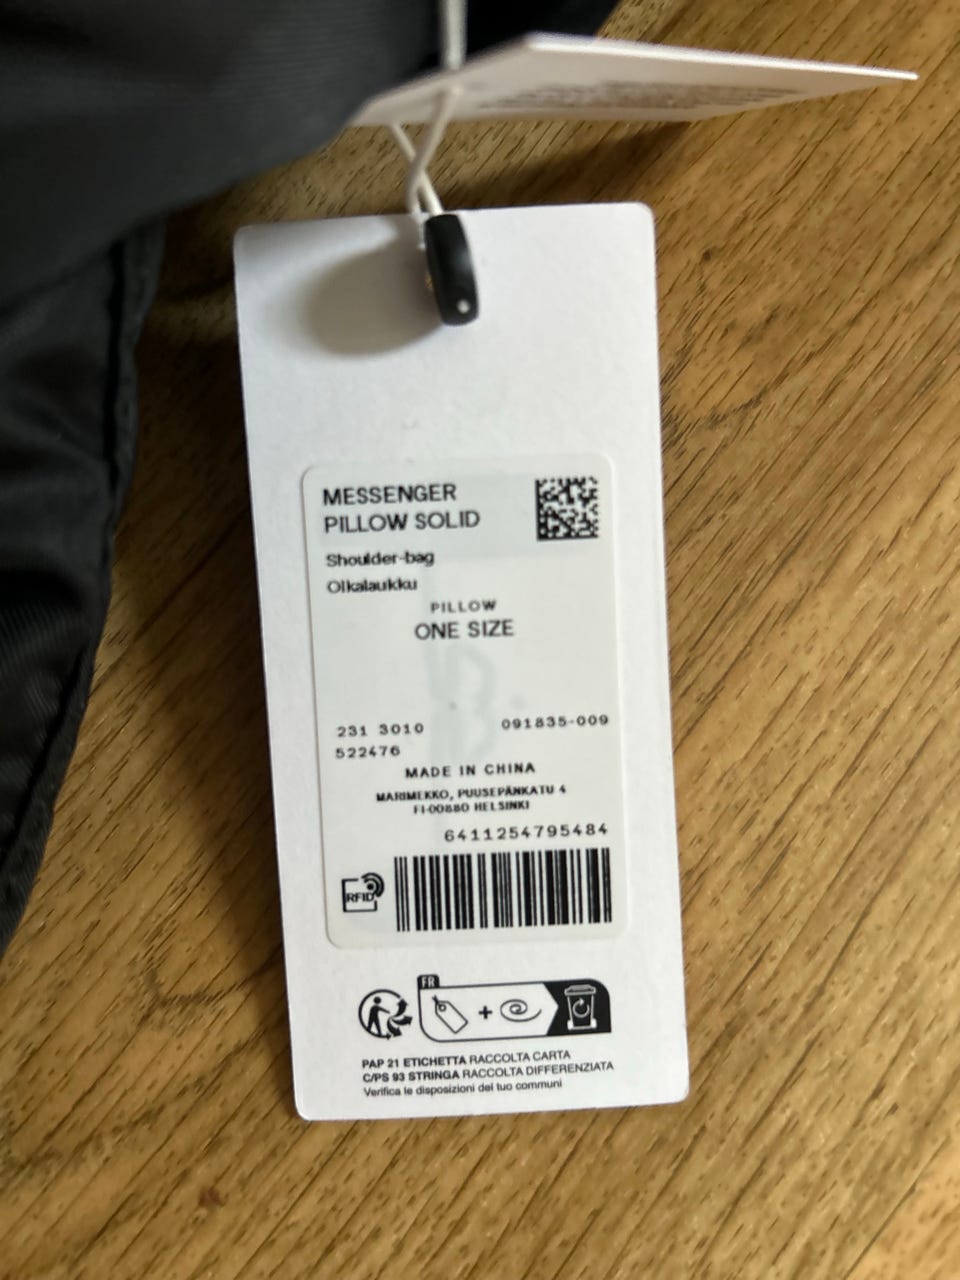 MESSENGER
PILLOW SOLID
Shoulder-bag
Olkalaukku
PILLOW
ONE SIZE
231 3010 091835-009
522476
MADE IN CHINA
MARIMEKKO, PUUSEPÄNKATU 4
FI-00880 HELSINKI
6411254795484
RFID
FR
PAP 21 ETICHETTA RACCOLTA CARTA
C/PS 93 STRINGA RACCOLTA DIFFERENZIATA
Verifica le disposizioni del tuo communi